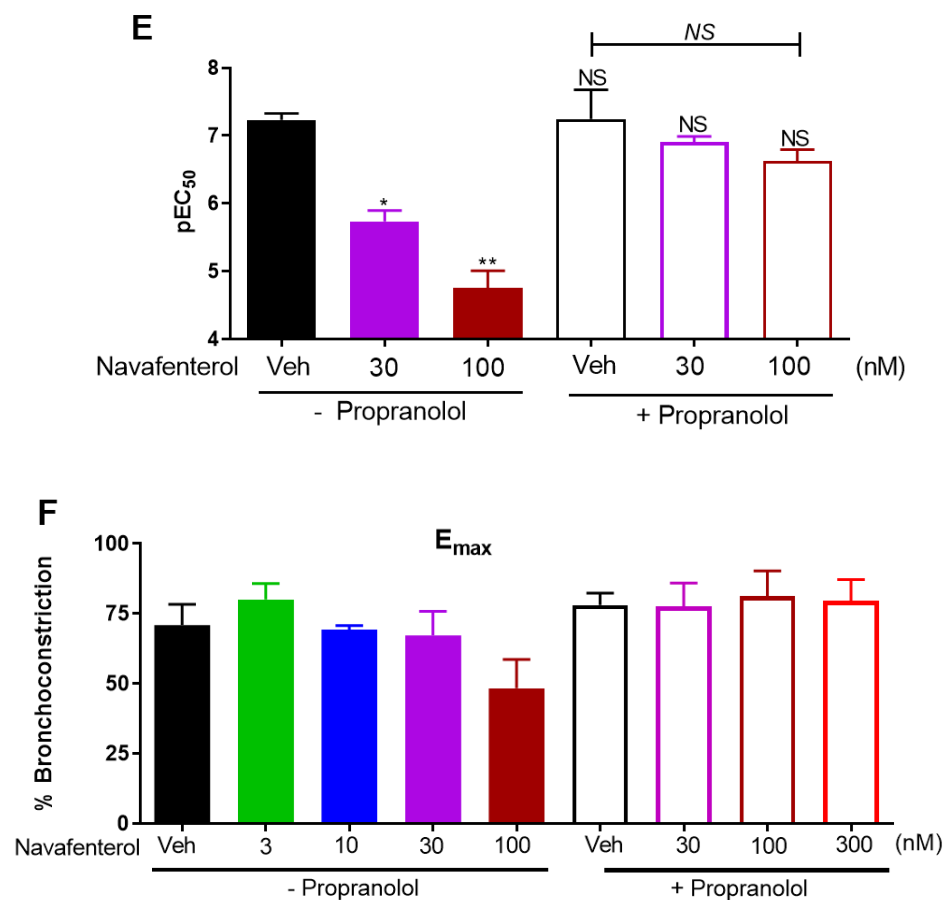 E
NS
8
NS
7
NS
NS
pEC50
6
*
5
**
4
Navafenterol Veh 30 100 Veh 30 100 (nM)
- Propranolol + Propranolol
F
Emax
% Bronchoconstriction
100
75
50
25
0
Navafenterol Veh 3 10 30 100 Veh 30 100 300 (nM)
- Propranolol + Propranolol